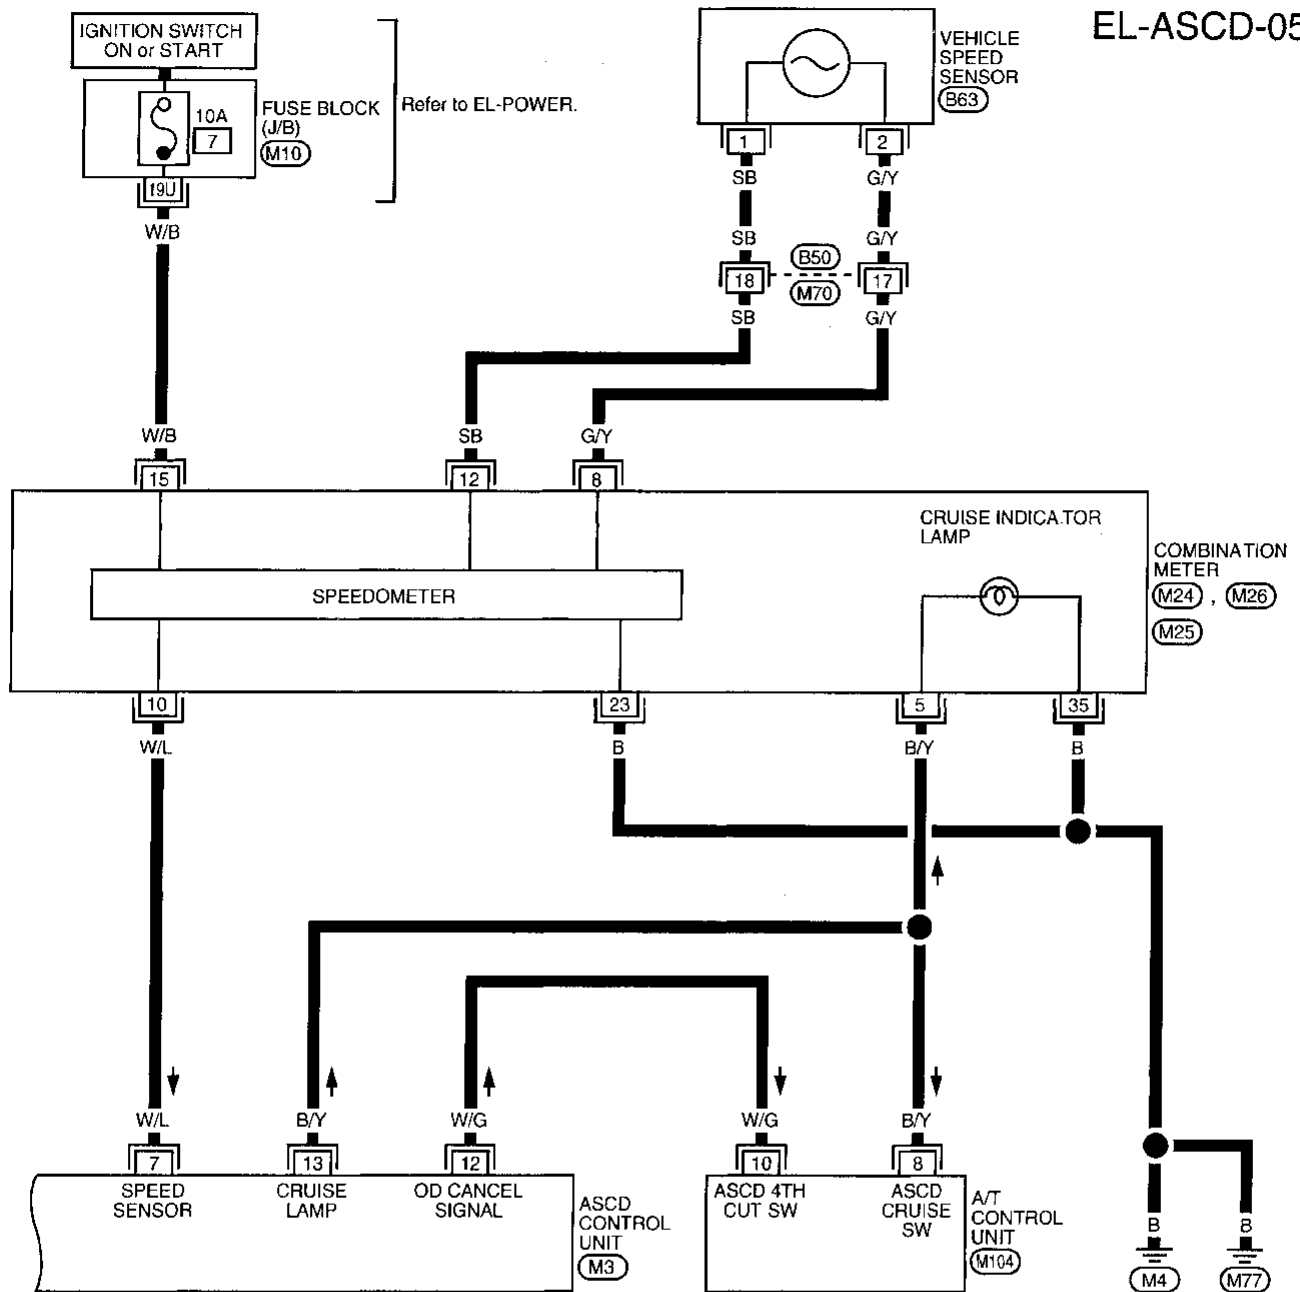 EL-ASCD-05
IGNITION SWITCH
ON or START
10A
7
FUSE BLOCK
(J/B)
M10
Refer to EL-POWER.
19U
W/B
VEHICLE
SPEED
SENSOR
B63
1
2
SB
G/Y
SB
G/Y
18
B50
M70
17
SB
G/Y
W/B
SB
G/Y
15
12
8
CRUISE INDICATOR
LAMP
SPEEDOMETER
COMBINATION
METER
M24 , M26
M25
10
23
5
35
W/L
B
B/Y
B
W/L
B/Y
W/G
W/G
B/Y
7
13
12
10
8
SPEED
SENSOR
CRUISE
LAMP
OD CANCEL
SIGNAL
ASCD
CONTROL
UNIT
M3
ASCD 4TH
CUT SW
ASCD
CRUISE
SW
A/T
CONTROL
UNIT
M104
B
B
M4
M77